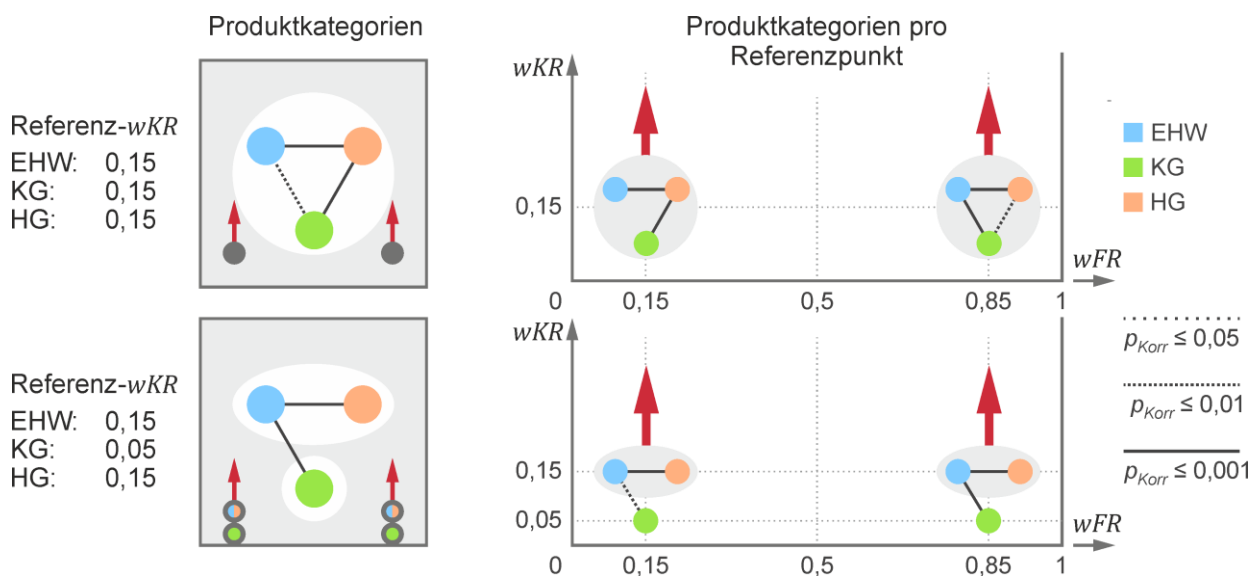 Produktkategorien
Produktkategorien pro
Referenzpunkt
Referenz-wKR
EHW: 0,15
KG: 0,15
HG: 0,15
wKR
0,15
wFR
0 0,15 0,5 0,85 1
EHW
KG
HG
Referenz-wKR
EHW: 0,15
KG: 0,05
HG: 0,15
wKR
0,15
0,05
wFR
0 0,15 0,5 0,85 1
pKorr ≤ 0,05
pKorr ≤ 0,01
pKorr ≤ 0,001